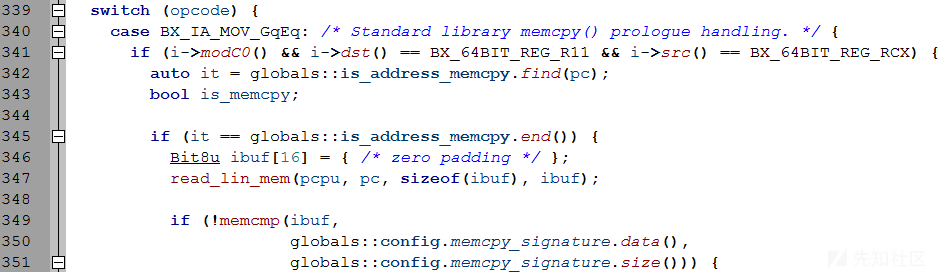 339 switch (opcode) {
340 case BX_IA_MOV_GqEq: /* Standard library memcpy() prologue handling. */ {
341 if (i->modC0() && i->dst() == BX_64BIT_REG_R11 && i->src() == BX_64BIT_REG_RCX) {
342 auto it = globals::is_address_memcpy.find(pc);
343 bool is_memcpy;
344
345 if (it == globals::is_address_memcpy.end()) {
346 Bit8u ibuf[16] = { /* zero padding */ };
347 read_lin_mem(pcpu, pc, sizeof(ibuf), ibuf);
348
349 if (!memcmp(ibuf,
350 globals::config.memcpy_signature.data(),
351 globals::config.memcpy_signature.size())) {
先知社区